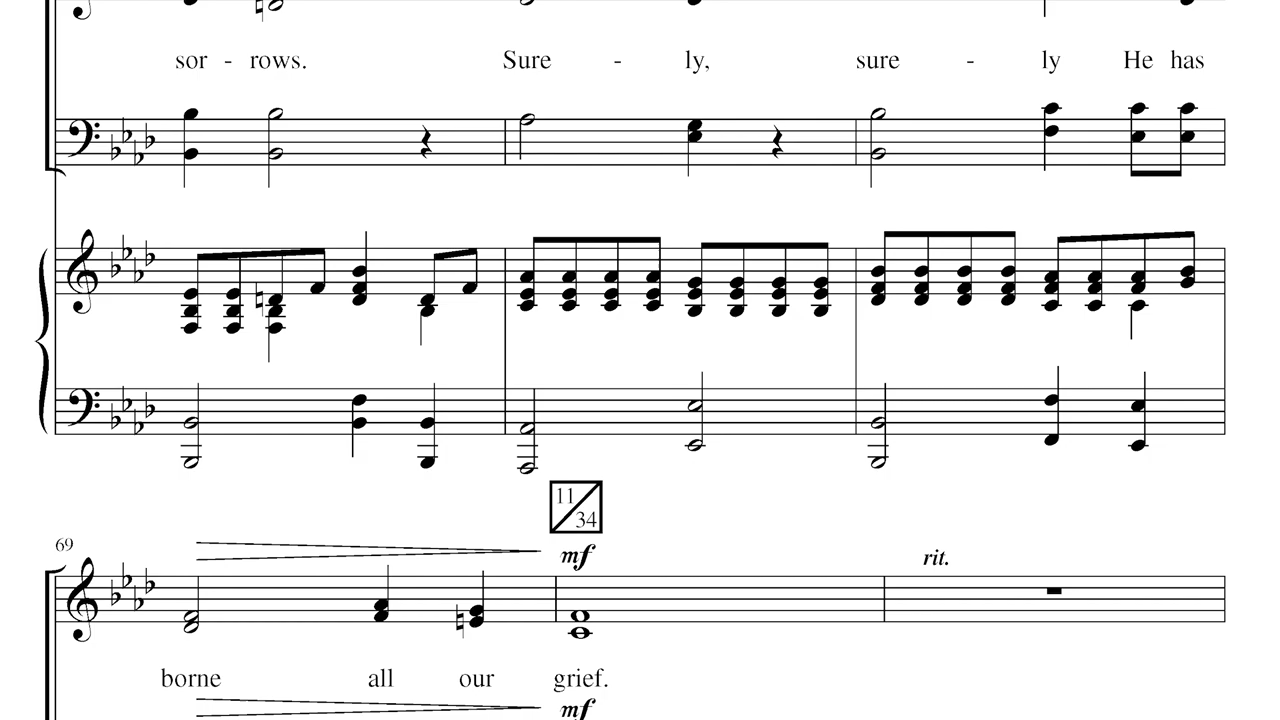 sor - rows. Sure - ly, sure - ly He has
11
34
69
mf
rit.
borne all our grief.
mf